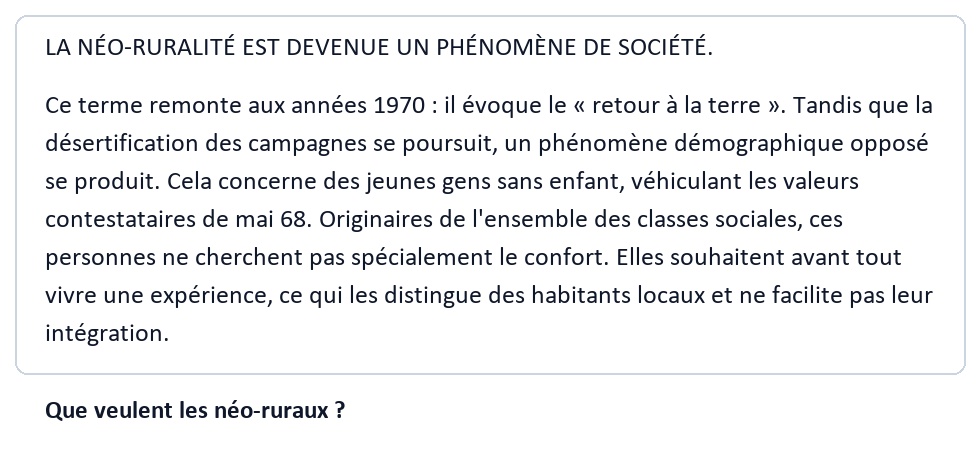 LA NÉO-RURALITÉ EST DEVENUE UN PHÉNOMÈNE DE SOCIÉTÉ.
Ce terme remonte aux années 1970 : il évoque le « retour à la terre ». Tandis que la
désertification des campagnes se poursuit, un phénomène démographique opposé
se produit. Cela concerne des jeunes gens sans enfant, véhiculant les valeurs
contestataires de mai 68. Originaires de l'ensemble des classes sociales, ces
personnes ne cherchent pas spécialement le confort. Elles souhaitent avant tout
vivre une expérience, ce qui les distingue des habitants locaux et ne facilite pas leur
intégration.
Que veulent les néo-ruraux ?